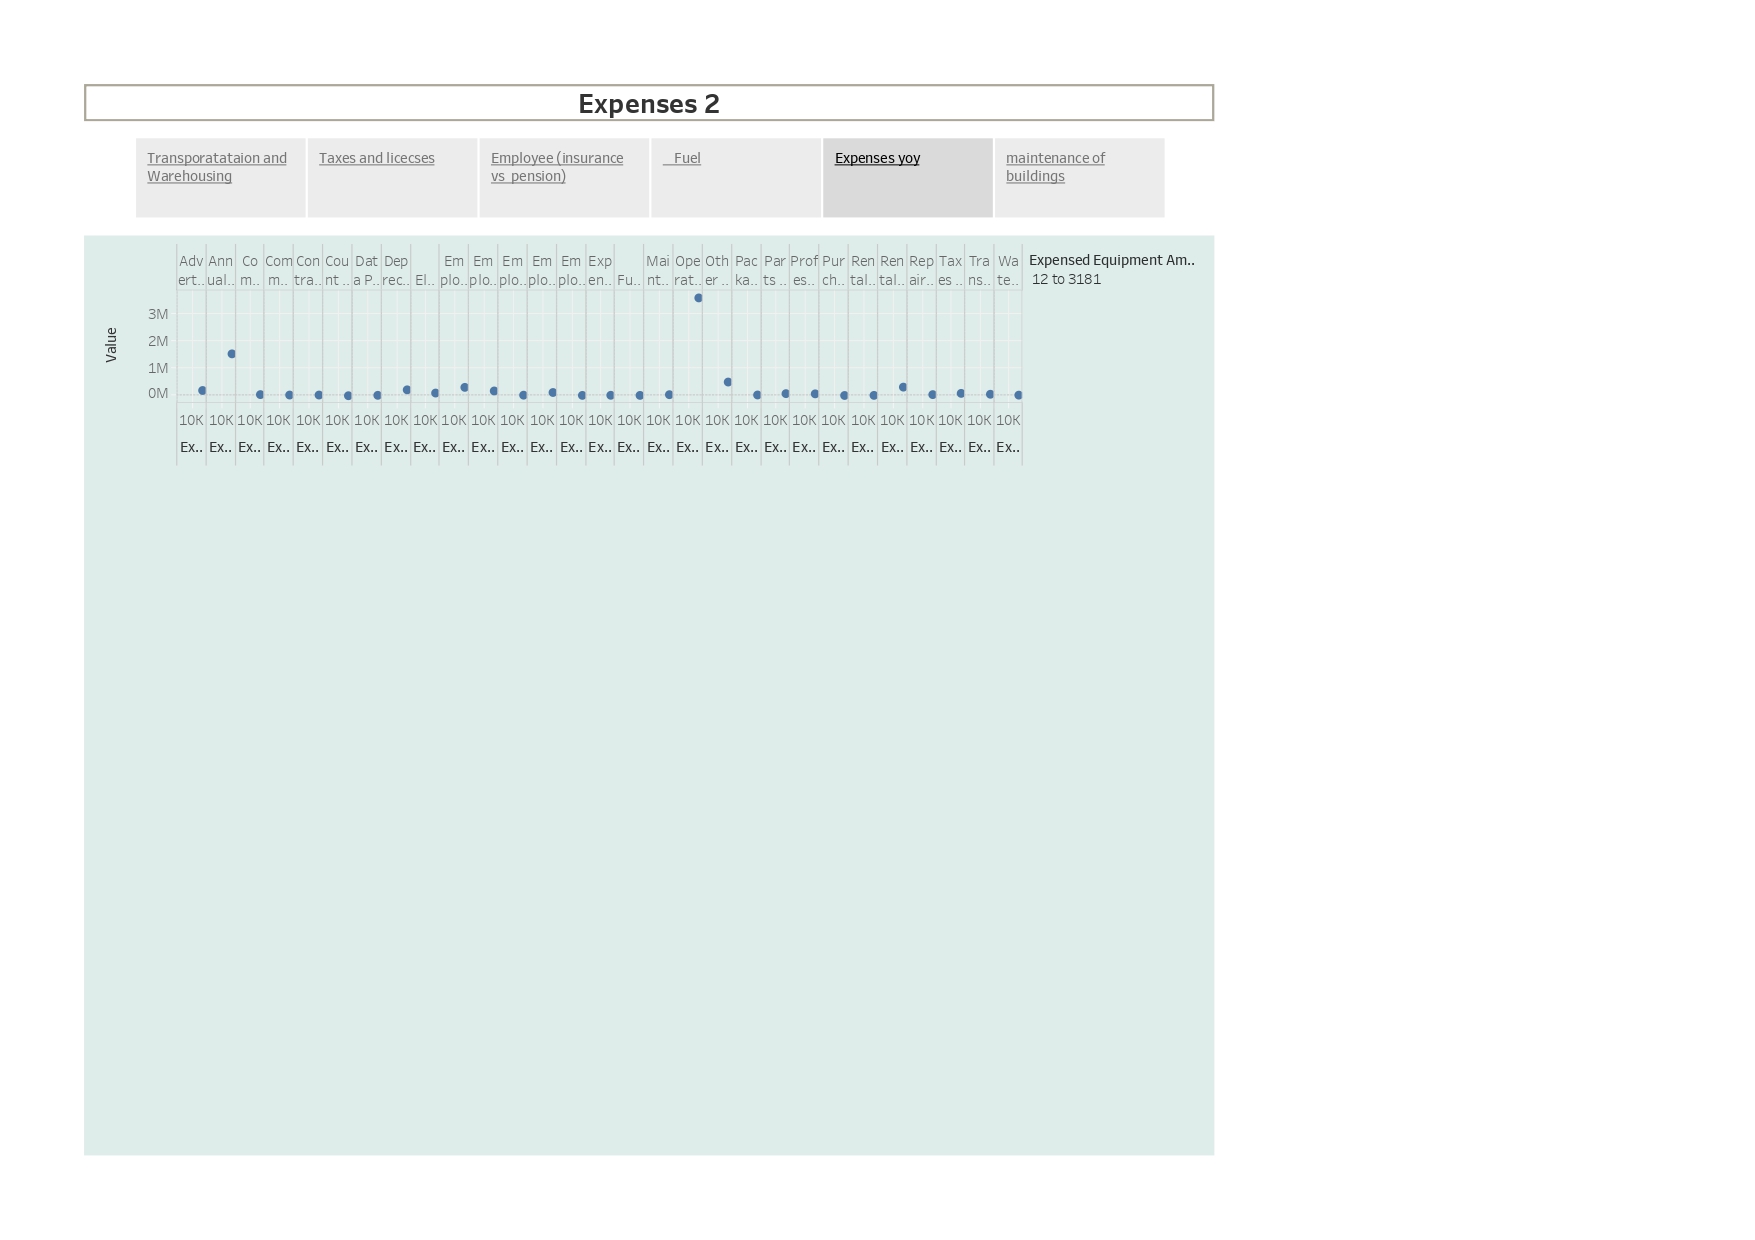 Expenses 2
Transporatataion and
Warehousing
Taxes and licecses
Employee (insurance
vs  pension)
Fuel
Expenses yoy
maintenance of
buildings
Adv Ann Co Com Con Cou Dat Dep Em Em Em Em Em Exp Mai Ope Oth Pac Par Prof Pur Ren Ren Rep Tax Tra Wa
ert.. ual.. m.. m.. tra.. nt .. a P.. rec.. El.. plo.. plo.. plo.. plo.. plo.. en.. Fu.. nt.. rat.. er .. ka.. ts .. es.. ch.. tal.. tal.. air.. es .. ns.. te..
Expensed Equipment Am..
12 to 3181
Value
3M
2M
1M
0M
10K 10K 10K 10K 10K 10K 10K 10K 10K 10K 10K 10K 10K 10K 10K 10K 10K 10K 10K 10K 10K 10K 10K 10K 10K 10K 10K 10K 10K
Ex.. Ex.. Ex.. Ex.. Ex.. Ex.. Ex.. Ex.. Ex.. Ex.. Ex.. Ex.. Ex.. Ex.. Ex.. Ex.. Ex.. Ex.. Ex.. Ex.. Ex.. Ex.. Ex.. Ex.. Ex.. Ex.. Ex.. Ex.. Ex..